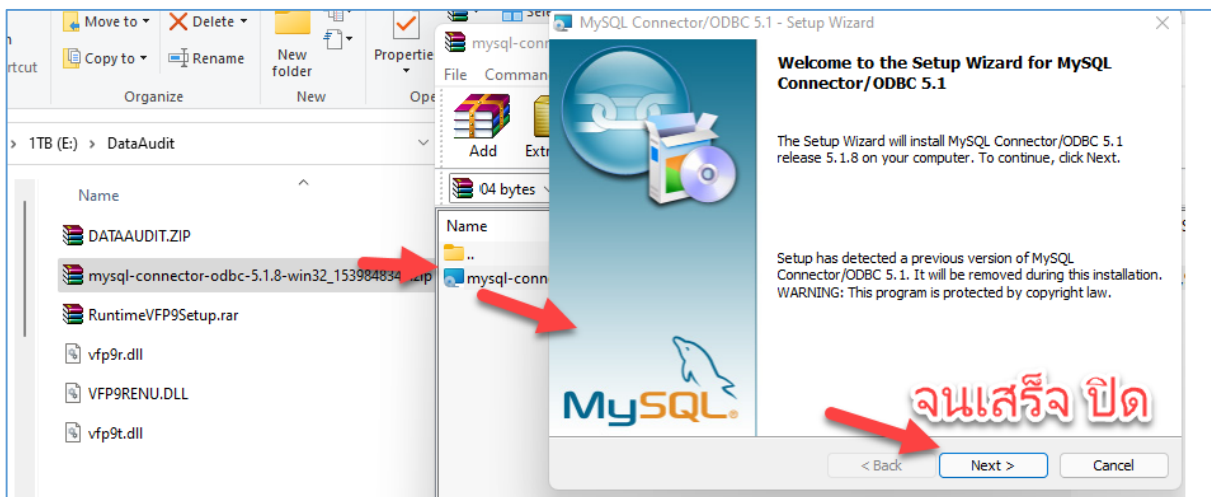 Move to
Delete
Copy to
Rename
New
folder
Propertie
rtcut
Organize
New
Ope
1TB (E:) > DataAudit
Name
DATAAUDIT.ZIP
mysql-connector-odbc-5.1.8-win32_153984834
zip
RuntimeVFP9Setup.rar
vfp9r.dll
VFP9RENU.DLL
vfp9t.dll
mysql-conn
File Comman
Add Extr
04 bytes
Name
..
mysql-conn
MySQL Connector/ODBC 5.1 - Setup Wizard
Welcome to the Setup Wizard for MySQL
Connector/ODBC 5.1
The Setup Wizard will install MySQL Connector/ODBC 5.1
release 5.1.8 on your computer. To continue, click Next.
Setup has detected a previous version of MySQL
Connector/ODBC 5.1. It will be removed during this installation.
WARNING: This program is protected by copyright law.
MySQL
จนเสร็จ ปิด
< Back Next > Cancel